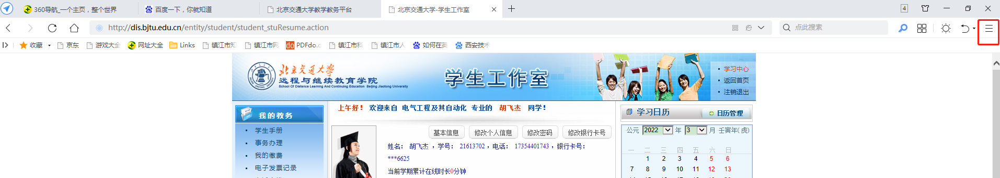 360导航_一个主页，整个世界
百度一下，你就知道
北京交通大学教学教务平台
北京交通大学-学生工作室
4
http://dis.bjtu.edu.cn/entity/student/student_stuResume.action
点此搜索
收藏 京东 游戏大全 网址大全 Links 镇江市知 镇江市网 PDFdo.c 镇江市科 镇江市人 如何在英 西安技术
北京交通大学
远程与继续教育学院
School Of Distance Learning And Continuing Education Beijing Jiaotong University
学生工作室
学习中心
返回首页
注销退出
我的教务
学生手册
事务办理
我的缴费
电子发票记录
上午好！ 欢迎来自 电气工程及其自动化 专业的 胡飞杰 同学！
基本信息 修改个人信息 修改密码 修改银行卡号
姓名： 胡飞杰 ，学号： 21613702，电话： 17354401743，银行卡号：
***6625
当前学期累计在线时长0分钟
学习日历 日历管理
公元 2022 年 3 月 壬寅年(虎)
一 二 三 四 五 六 日
1 2 3 4 5 6
7 8 9 10 11 12 13